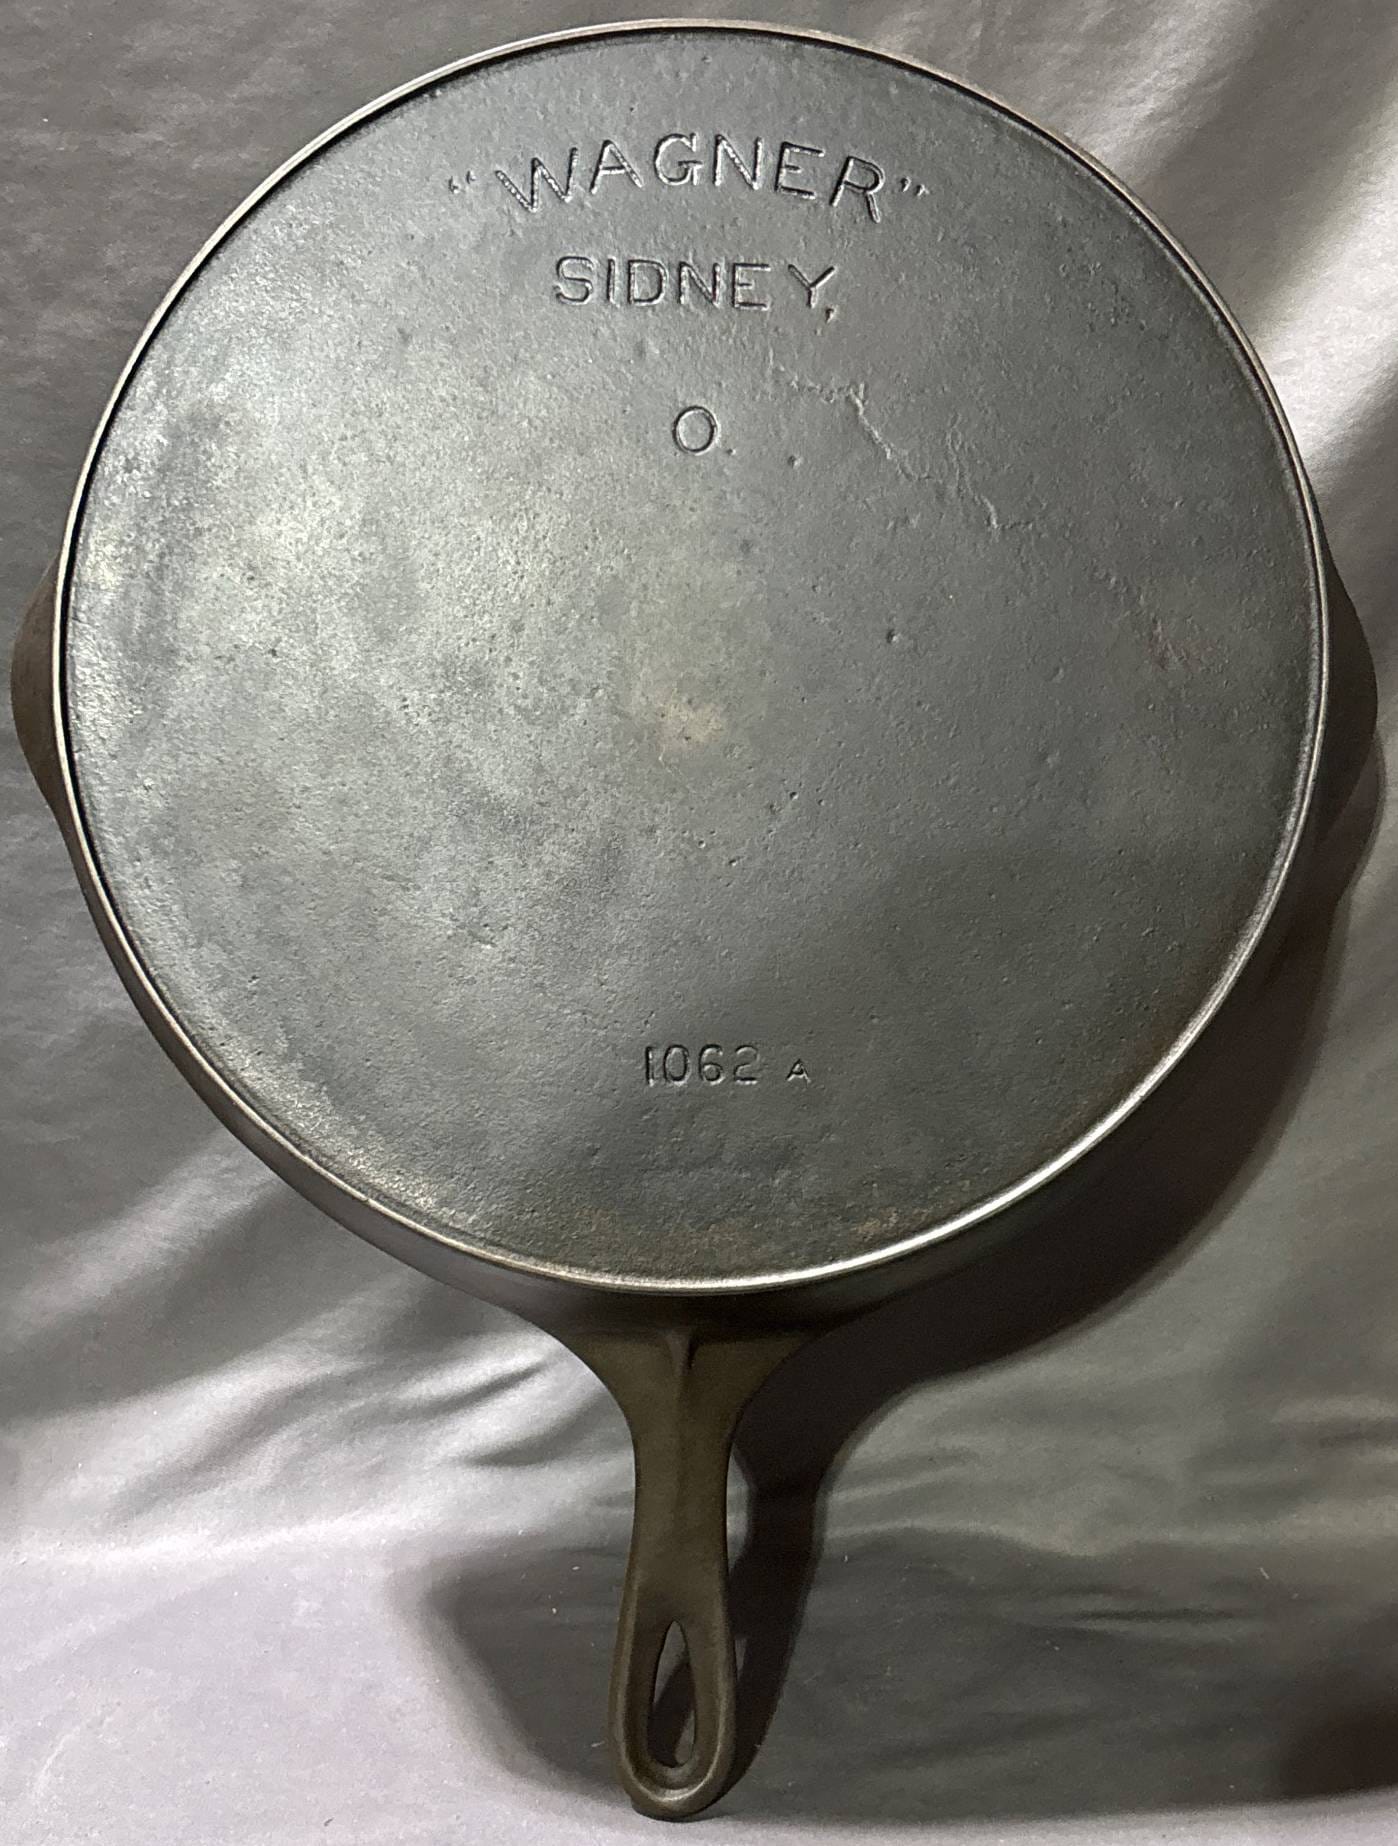 "WAGNER"
SIDNEY,
O.
1062 A